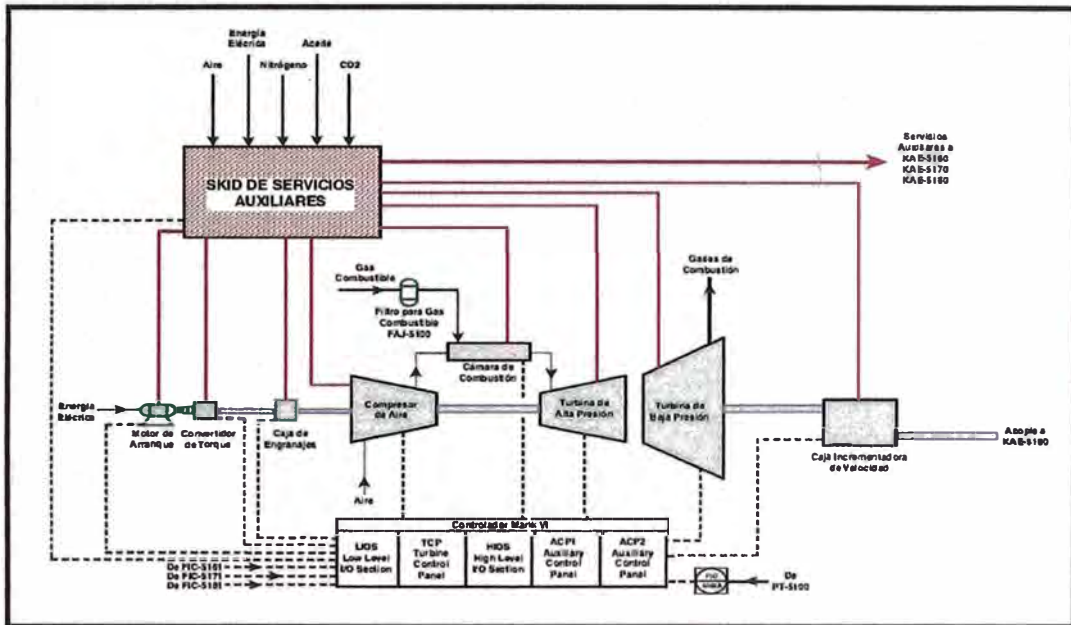 Energía
Eléctrica
Aceite
Aire
Nitrógeno
CO2
SKID DE SERVICIOS
AUXILIARES
Servicios
Auxiliares a
KAE-5160
KAE-5170
KAE-5180
Gas
Combustible
Filtro para Gas
Combustible
FAJ-5100
Gases de
Combustión
Cámara de
Combustión
Compresor
de Aire
Turbina de
Alta Presión
Turbina de
Baja Presión
Energía
Eléctrica
Motor de
Arranque
Convertidor
de Torque
Caja de
Engranajes
Acople a
KAE-5160
Caja Incrementadora
de Velocidad
Aire
Controlador Mark VI
LIOS
Low Level
I/O Section
TCP
Turbine
Control
Panel
HIOS
High Level
I/O Section
ACP1
Auxiliary
Control
Panel
ACP2
Auxiliary
Control
Panel
De FIC-5161
De FIC-5171
De FIC-5181
De
PT-5100